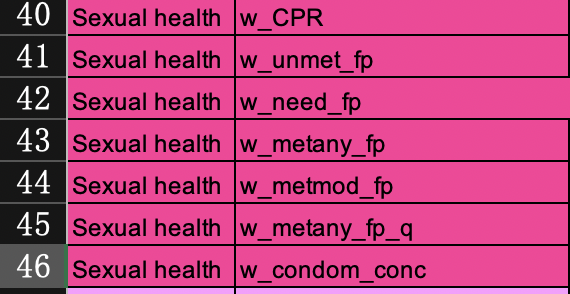 40 Sexual health w_CPR
41 Sexual health w_unmet_fp
42 Sexual health w_need_fp
43 Sexual health w_metany_fp
44 Sexual health w_metmod_fp
45 Sexual health w_metany_fp_q
46 Sexual health w_condom_conc